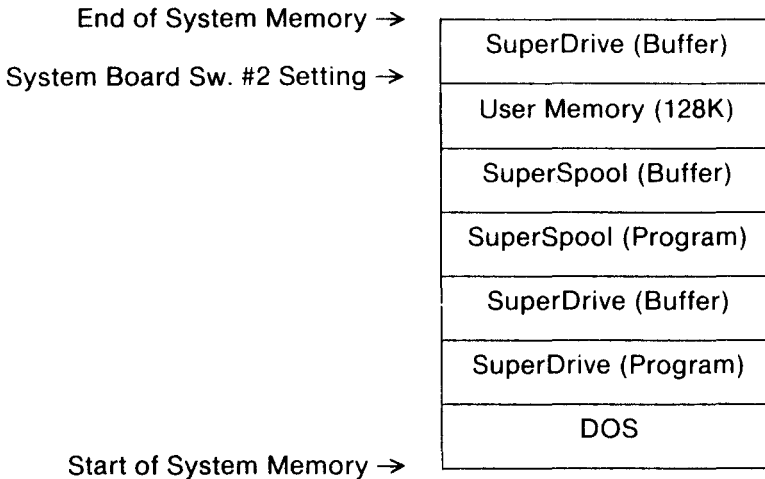 End of System Memory →
SuperDrive (Buffer)
System Board Sw. #2 Setting →
User Memory (128K)
SuperSpool (Buffer)
SuperSpool (Program)
SuperDrive (Buffer)
SuperDrive (Program)
DOS
Start of System Memory →